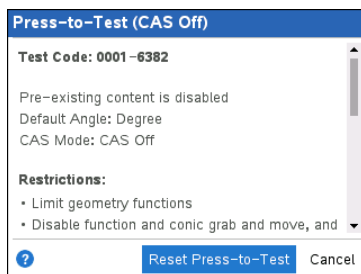 Press-to-Test (CAS Off)
Test Code: 0001-6382
Pre-existing content is disabled
Default Angle: Degree
CAS Mode: CAS Off
Restrictions:
• Limit geometry functions
• Disable function and conic grab and move, and
? Reset Press-to-Test Cancel